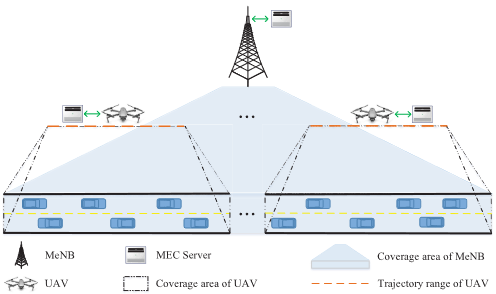 ...
...
MeNB
MEC Server
Coverage area of MeNB
UAV
Coverage area of UAV
Trajectory range of UAV